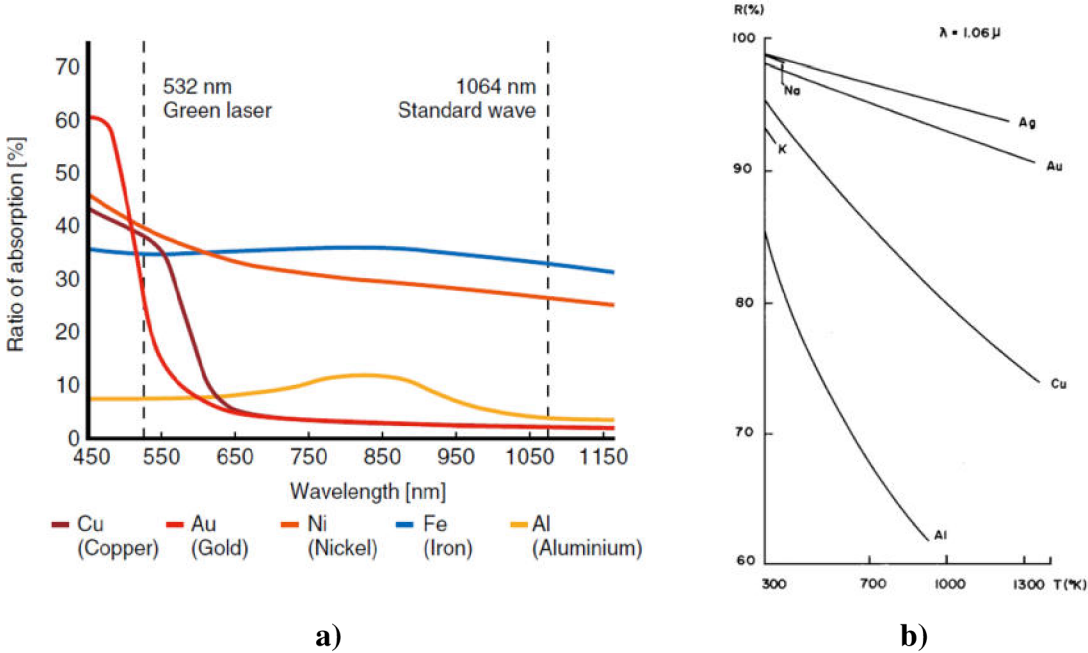 70
60
50
40
30
20
10
0
Ratio of absorption [%]
532 nm
Green laser
1064 nm
Standard wave
450 550 650 750 850 950 1050 1150
Wavelength [nm]
Cu
(Copper)
Au
(Gold)
Ni
(Nickel)
Fe
(Iron)
Al
(Aluminium)
a)
R(%)
λ = 1.06 μ
100
90
80
70
60
Na
K
Ag
Au
Cu
Al
300 700 1000 1300 T(°K)
b)